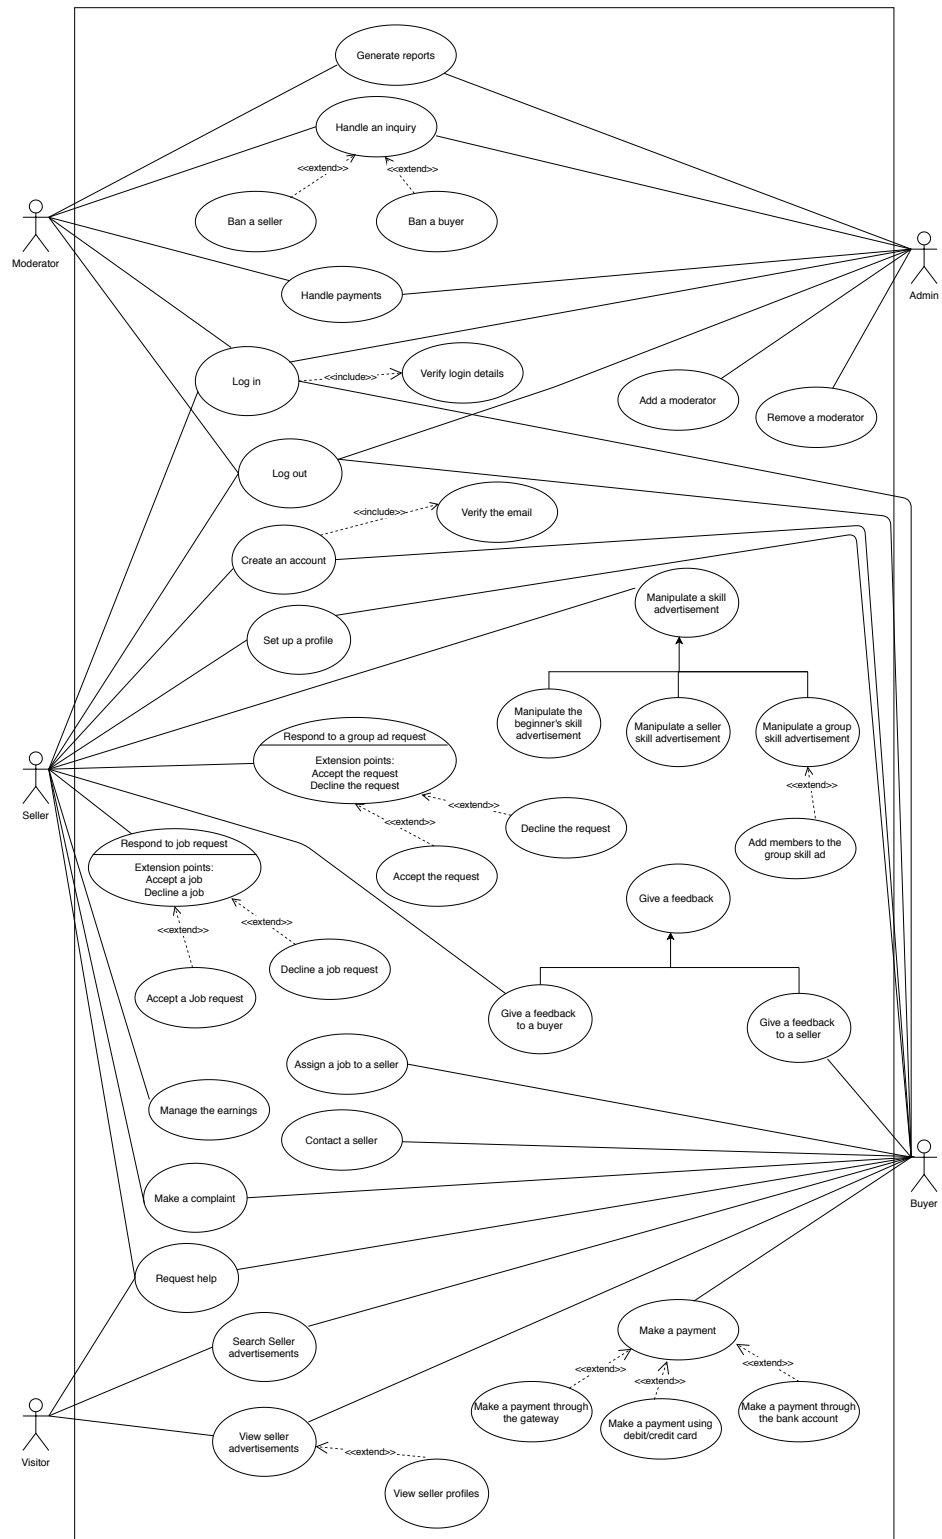 Generate reports
Handle an inquiry
<<extend>>
<<extend>>
Ban a seller
Ban a buyer
Moderator
Admin
Handle payments
Log in
<<include>>
Verify login details
Add a moderator
Remove a moderator
Log out
<<include>>
Verify the email
Create an account
Manipulate a skill
advertisement
Set up a profile
Manipulate the
beginner's skill
advertisement
Manipulate a seller
skill advertisement
Manipulate a group
skill advertisement
Respond to a group ad request
Extension points:
Accept the request
Decline the request
<<extend>>
<<extend>>
<<extend>>
Seller
Decline the request
Add members to the
group skill ad
Accept the request
Respond to job request
Extension points:
Accept a job
Decline a job
Give a feedback
<<extend>>
<<extend>>
Decline a job request
Accept a Job request
Give a feedback
to a buyer
Give a feedback
to a seller
Assign a job to a seller
Manage the earnings
Contact a seller
Make a complaint
Buyer
Request help
Search Seller
advertisements
Make a payment
<<extend>>
<<extend>>
<<extend>>
Make a payment through
the gateway
Make a payment using
debit/credit card
Make a payment through
the bank account
View seller
advertisements
<<extend>>
Visitor
View seller profiles